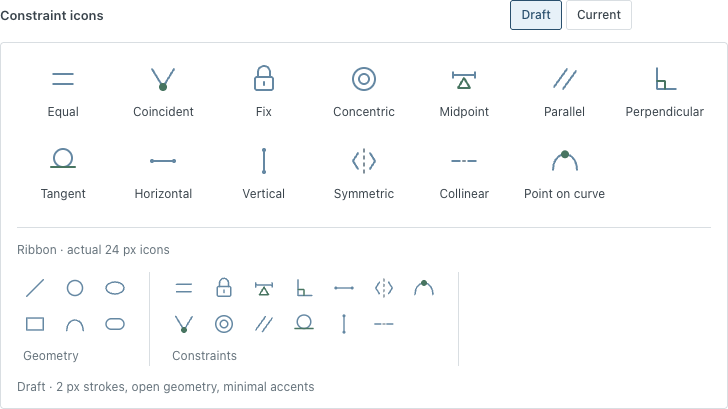 Constraint icons
Draft
Current
Equal
Coincident
Fix
Concentric
Midpoint
Parallel
Perpendicular
Tangent
Horizontal
Vertical
Symmetric
Collinear
Point on curve
Ribbon · actual 24 px icons
Geometry
Constraints
Draft · 2 px strokes, open geometry, minimal accents